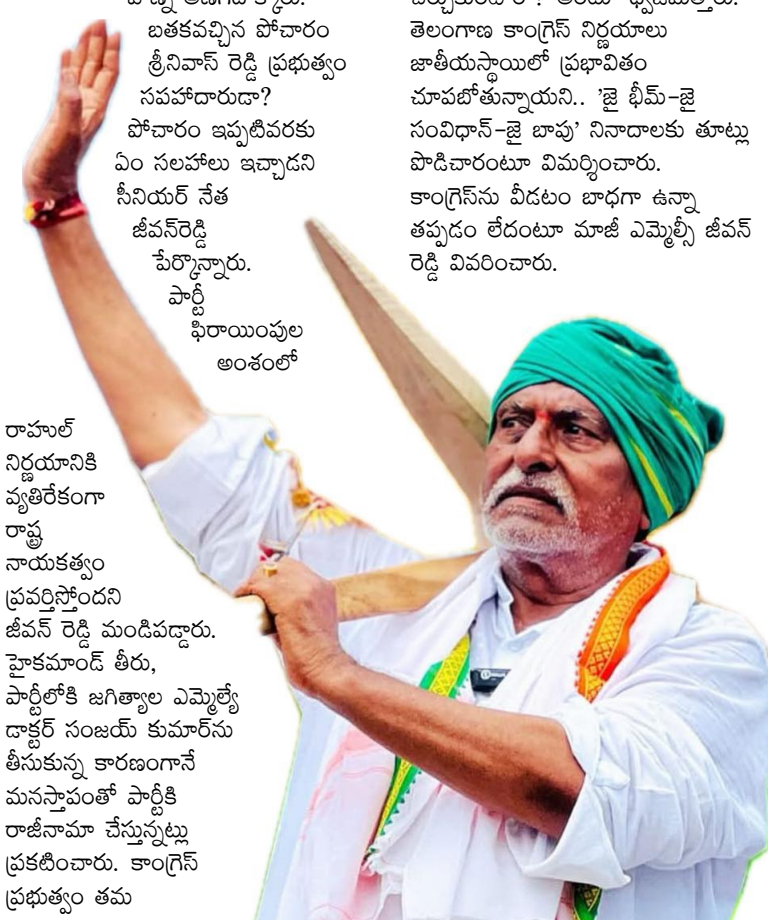 బతకవచ్చిన పోచారం
శ్రీనివాస్ రెడ్డి ప్రభుత్వం
సపహాదారుడా?
పోచారం ఇప్పటివరకు
ఏం సలహాలు ఇచ్చాడని
సీనియర్ నేత
జీవన్‌రెడ్డి
పేర్కొన్నారు.
పార్టీ
ఫిరాయింపుల
అంశంలో
రాహుల్
నిర్ణయానికి
వ్యతిరేకంగా
రాష్ట్ర
నాయకత్వం
ప్రవర్తిస్తోందని
జీవన్ రెడ్డి మండిపడ్డారు.
హైకమాండ్ తీరు,
పార్టీలోకి జగిత్యాల ఎమ్మెల్యే
డాక్టర్ సంజయ్ కుమార్‌ను
తీసుకున్న కారణంగానే
మనస్తాపంతో పార్టీకి
రాజీనామా చేస్తున్నట్లు
ప్రకటించారు. కాంగ్రెస్
ప్రభుత్వం తమ
తెలంగాణ కాంగ్రెస్ నిర్ణయాలు
జాతీయస్థాయిలో ప్రభావితం
చూపబోతున్నాయని.. 'జై భీమ్-జై
సంవిధాన్-జై బాపు' నినాదాలకు తూట్లు
పొడిచారంటూ విమర్శించారు.
కాంగ్రెస్‌ను వీడటం బాధగా ఉన్నా
తప్పడం లేదంటూ మాజీ ఎమ్మెల్సీ జీవన్
రెడ్డి వివరించారు.